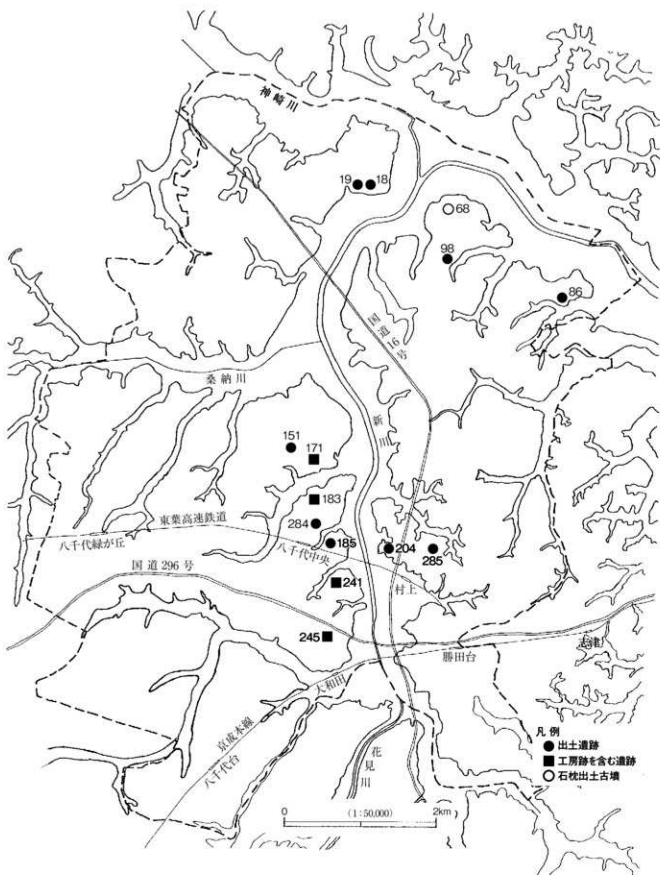 神崎川
19
18
68
98
86
国道16号
桑納川
新川
151
171
183
東葉高速鉄道
284
八千代緑が丘
八千代中央
185
204
285
国道296号
241
村上
245
勝田台
大和田
京成本線
八千代台
花見川
凡例
出土遺跡
工房跡を含む遺跡
石枕出土古墳
0
(1:50,000)
2km